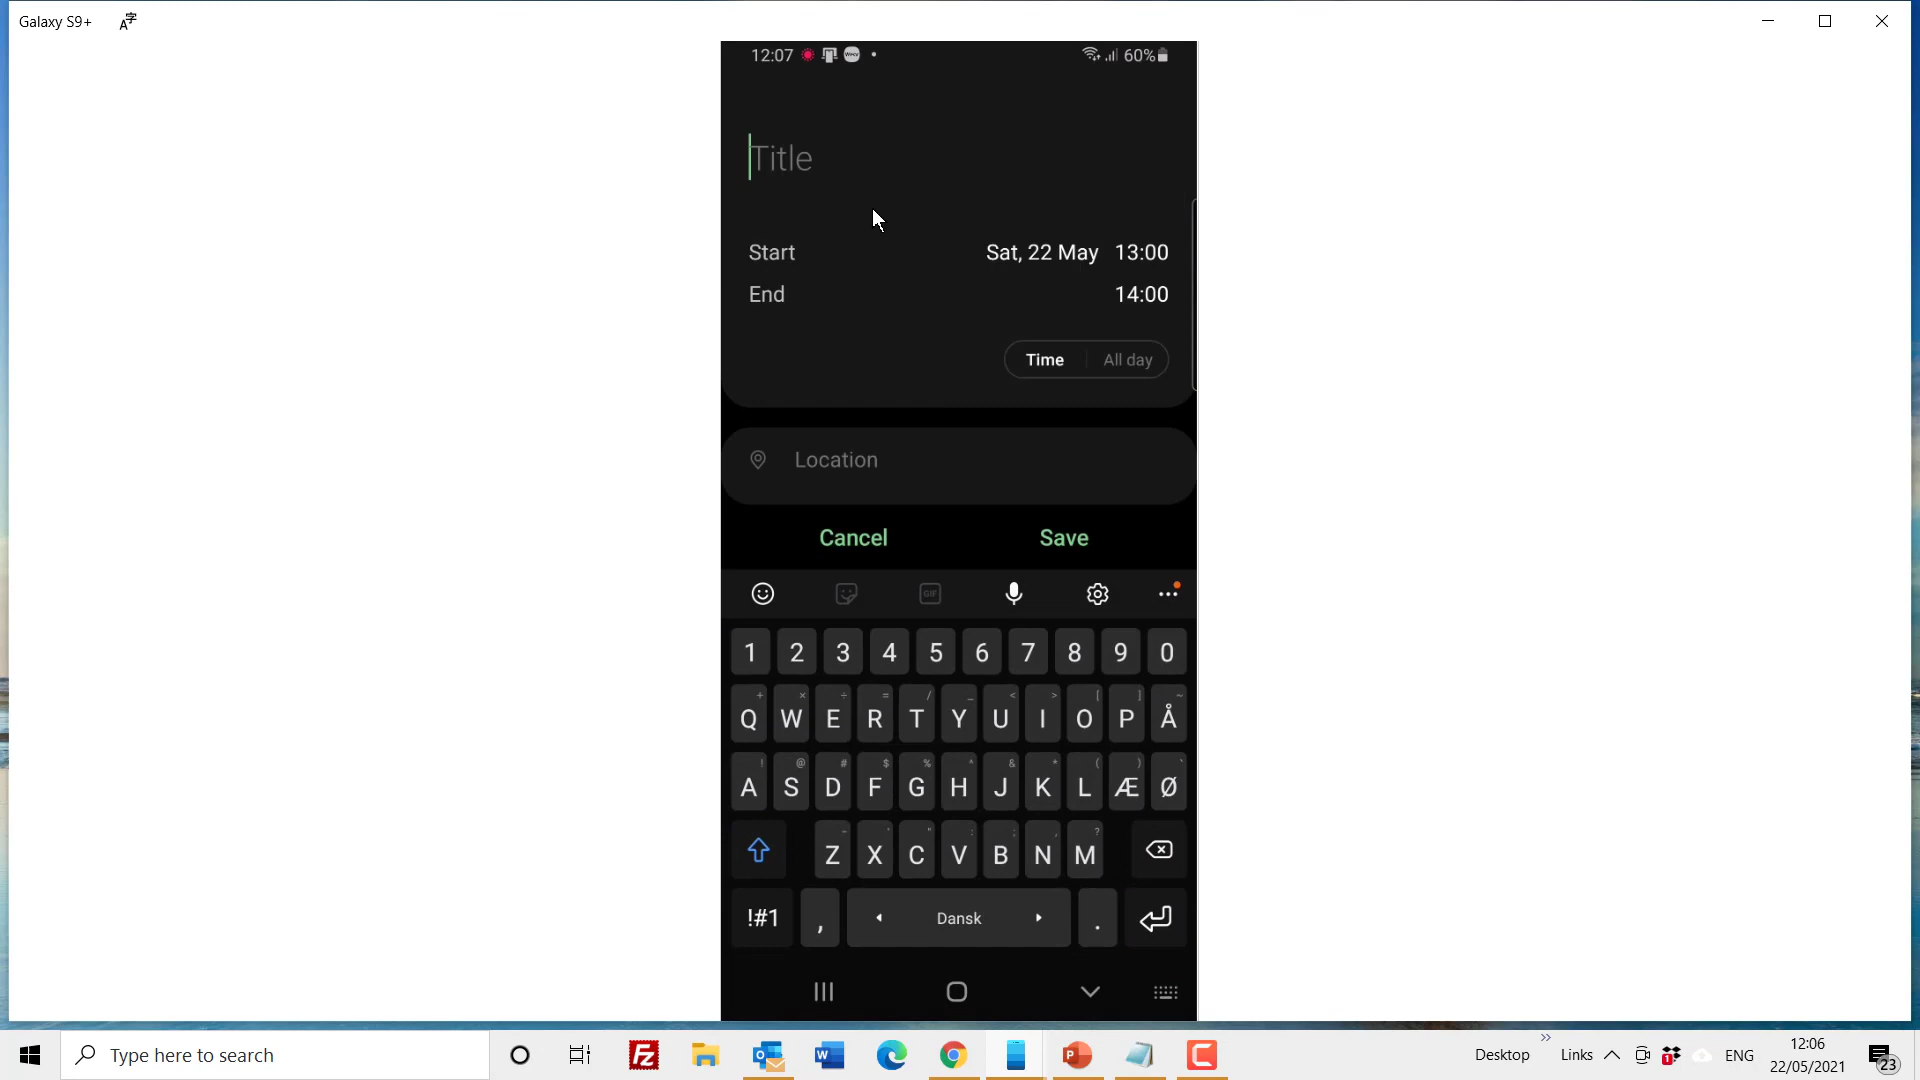 Galaxy S9+
12:07
60%
Title
Start Sat, 22 May 13:00
End 14:00
Time All day
Location
Cancel Save
GIF
1 2 3 4 5 6 7 8 9 0
+ × ÷ = / _ < > [ ] ~
Q W E R T Y U I O P Å
! @ # $ % ^ & * ( ) `
A S D F G H J K L Æ Ø
- ' " : ; , ?
Z X C V B N M
!#1 , Dansk .
Type here to search
Desktop Links 1 ENG 12:06
22/05/2021 23